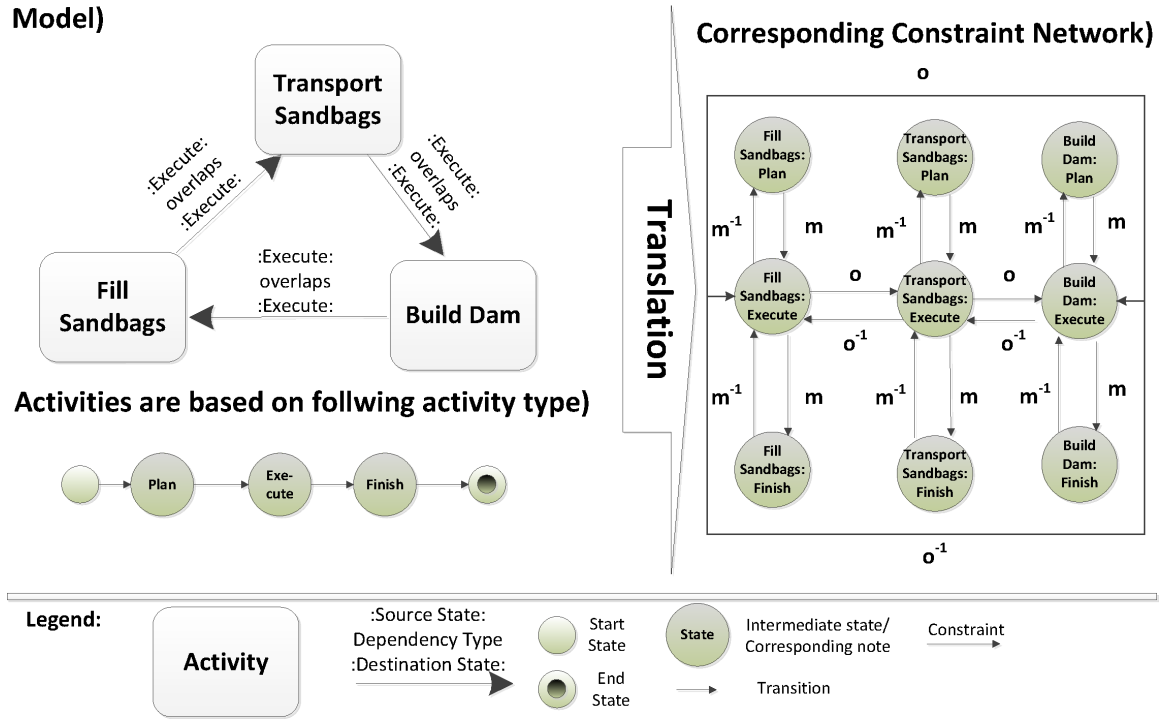 Model)
Transport
Sandbags
:Execute:
overlaps
:Execute:
:Execute:
overlaps
:Execute:
Fill
Sandbags
:Execute:
overlaps
:Execute:
Build Dam
Activities are based on follwing activity type)
Plan
Exe-
cute
Finish
Translation
Corresponding Constraint Network)
o
Fill
Sandbags:
Plan
Transport
Sandbags:
Plan
Build
Dam:
Plan
m-1
m
m-1
m
m-1
m
Fill
Sandbags:
Execute
o
o-1
Transport
Sandbags:
Execute
o
o-1
Build
Dam:
Execute
m-1
m
m-1
m
m-1
m
Fill
Sandbags:
Finish
Transport
Sandbags:
Finish
Build
Dam:
Finish
o-1
Legend:
Activity
:Source State:
Dependency Type
:Destination State:
Start
State
End
State
State
Intermediate state/
Corresponding note
Transition
Constraint